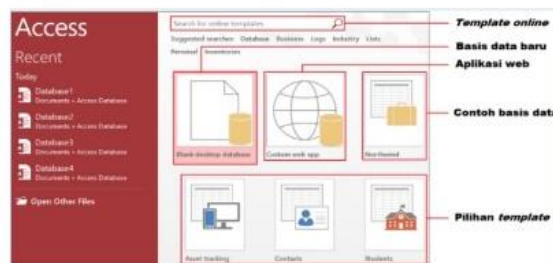 Access
Recent
Today
Database1
Documents » Access Database
Database2
Documents » Access Database
Database3
Documents » Access Database
Database4
Documents » Access Database
Open Other Files
Search for online templates
Suggested searches: Database Business Logs Industry Lists
Personal Inventories
Blank desktop database
Custom web app
Northwind
Asset tracking
Contacts
Students
Template online
Basis data baru
Aplikasi web
Contoh basis data
Pilihan template